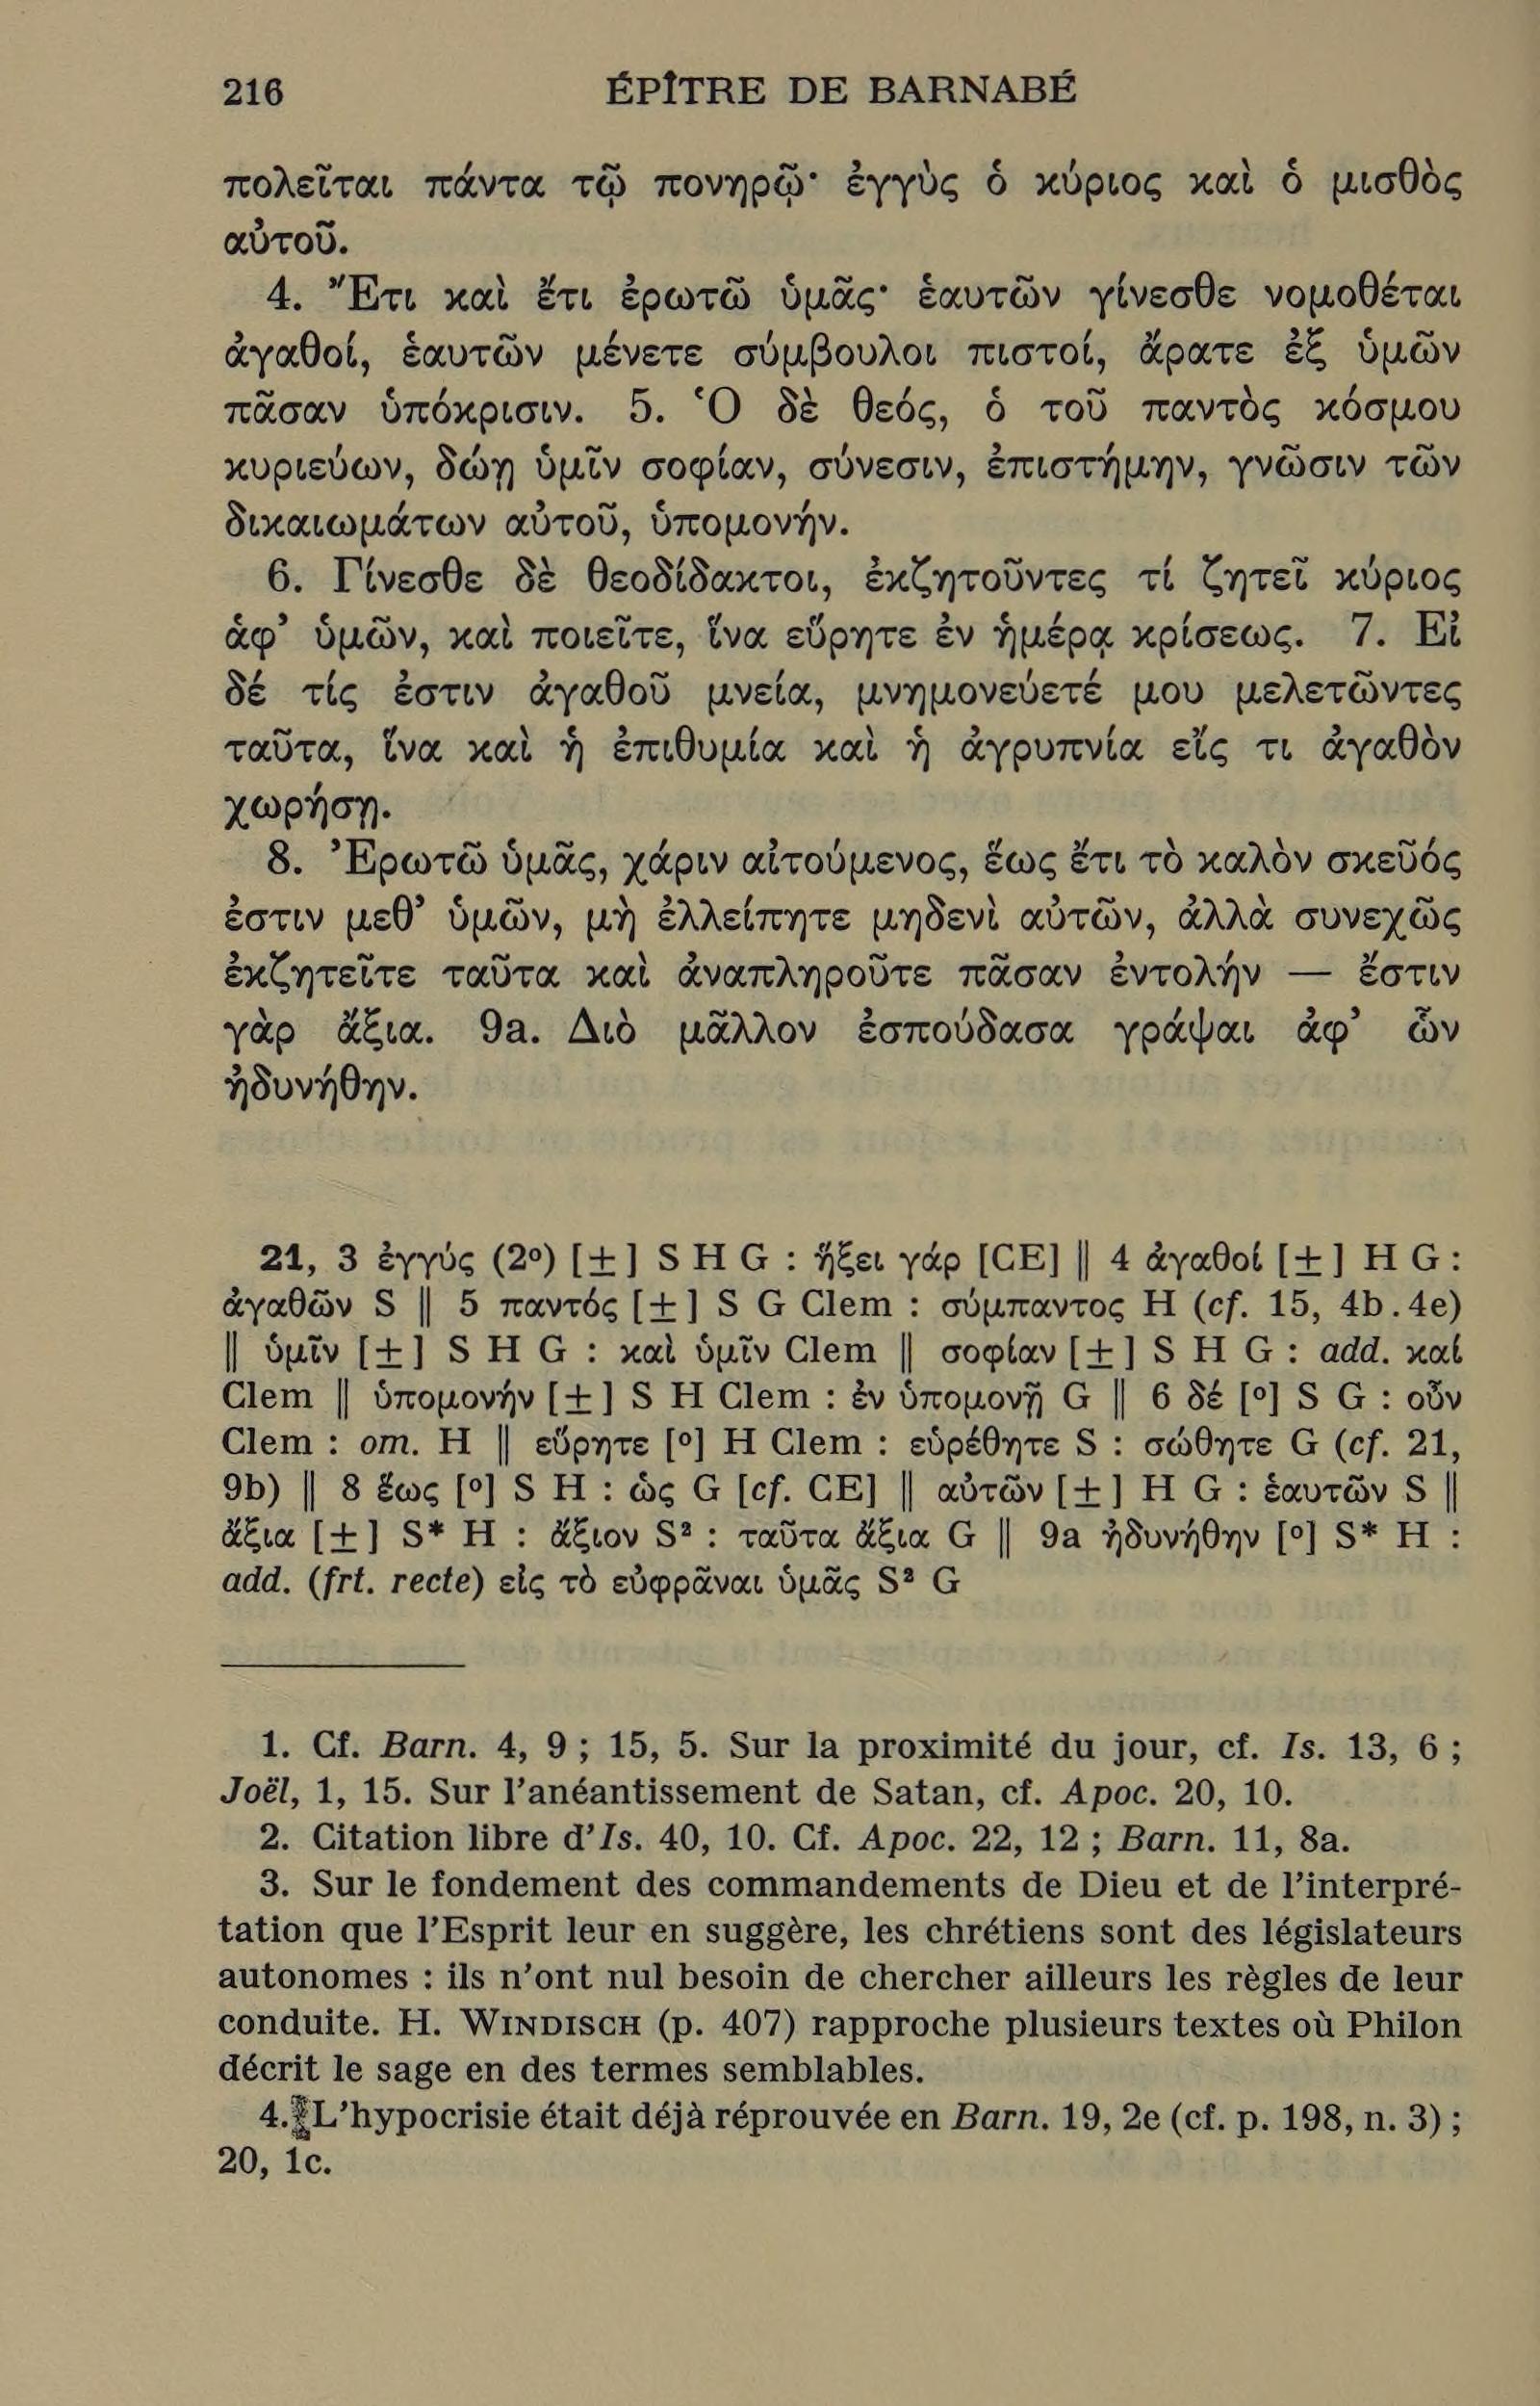 216 ÉPÎTRE DE BARNABÉ
πολεῖται πάντα τῷ πονηρῷ· ἐγγὺς ὁ κύριος καὶ ὁ μισθὸς
αὐτοῦ.
4. Ἔτι καὶ ἔτι ἐρωτῶ ὑμᾶς· ἑαυτῶν γίνεσθε νομοθέται
ἀγαθοί, ἑαυτῶν μένετε σύμβουλοι πιστοί, ἄρατε ἐξ ὑμῶν
πᾶσαν ὑπόκρισιν. 5. Ὁ δὲ θεός, ὁ τοῦ παντὸς κόσμου
κυριεύων, δώῃ ὑμῖν σοφίαν, σύνεσιν, ἐπιστήμην, γνῶσιν τῶν
δικαιωμάτων αὐτοῦ, ὑπομονήν.
6. Γίνεσθε δὲ θεοδίδακτοι, ἐκζητοῦντες τί ζητεῖ κύριος
ἀφ’ ὑμῶν, καὶ ποιεῖτε, ἵνα εὕρητε ἐν ἡμέρᾳ κρίσεως. 7. Εἰ
δέ τίς ἐστιν ἀγαθοῦ μνεία, μνημονεύετέ μου μελετῶντες
ταῦτα, ἵνα καὶ ἡ ἐπιθυμία καὶ ἡ ἀγρυπνία εἴς τι ἀγαθὸν
χωρήσῃ.
8. Ἐρωτῶ ὑμᾶς, χάριν αἰτούμενος, ἕως ἔτι τὸ καλὸν σκεῦός
ἐστιν μεθ’ ὑμῶν, μὴ ἐλλείπητε μηδενὶ αὐτῶν, ἀλλὰ συνεχῶς
ἐκζητεῖτε ταῦτα καὶ ἀναπληροῦτε πᾶσαν ἐντολήν — ἔστιν
γὰρ ἄξια. 9a. Διὸ μᾶλλον ἐσπούδασα γράψαι ἀφ’ ὧν
ἠδυνήθην.
21, 3 ἐγγύς (2º) [±] S H G : ἥξει γάρ [CE] || 4 ἀγαθοί [±] H G :
ἀγαθῶν S || 5 παντός [±] S G Clem : σύμπαντος H (cf. 15, 4b.4e)
|| ὑμῖν [±] S H G : καὶ ὑμῖν Clem || σοφίαν [±] S H G : add. καί
Clem || ὑπομονήν [±] S H Clem : ἐν ὑπομονῇ G || 6 δέ [º] S G : οὖν
Clem : om. H || εὕρητε [º] H Clem : εὑρέθητε S : σώθητε G (cf. 21,
9b) || 8 ἕως [º] S H : ὡς G [cf. CE] || αὐτῶν [±] H G : ἑαυτῶν S ||
ἄξια [±] S* H : ἄξιον S² : ταῦτα ἄξια G || 9a ἠδυνήθην [º] S* H :
add. (frt. recte) εἰς τὸ εὐφρᾶναι ὑμᾶς S² G
1. Cf. Barn. 4, 9 ; 15, 5. Sur la proximité du jour, cf. Is. 13, 6 ;
Joël, 1, 15. Sur l’anéantissement de Satan, cf. Apoc. 20, 10.
2. Citation libre d’Is. 40, 10. Cf. Apoc. 22, 12 ; Barn. 11, 8a.
3. Sur le fondement des commandements de Dieu et de l’interpré-
tation que l’Esprit leur en suggère, les chrétiens sont des législateurs
autonomes : ils n’ont nul besoin de chercher ailleurs les règles de leur
conduite. H. WINDISCH (p. 407) rapproche plusieurs textes où Philon
décrit le sage en des termes semblables.
4. L’hypocrisie était déjà réprouvée en Barn. 19, 2e (cf. p. 198, n. 3) ;
20, 1c.